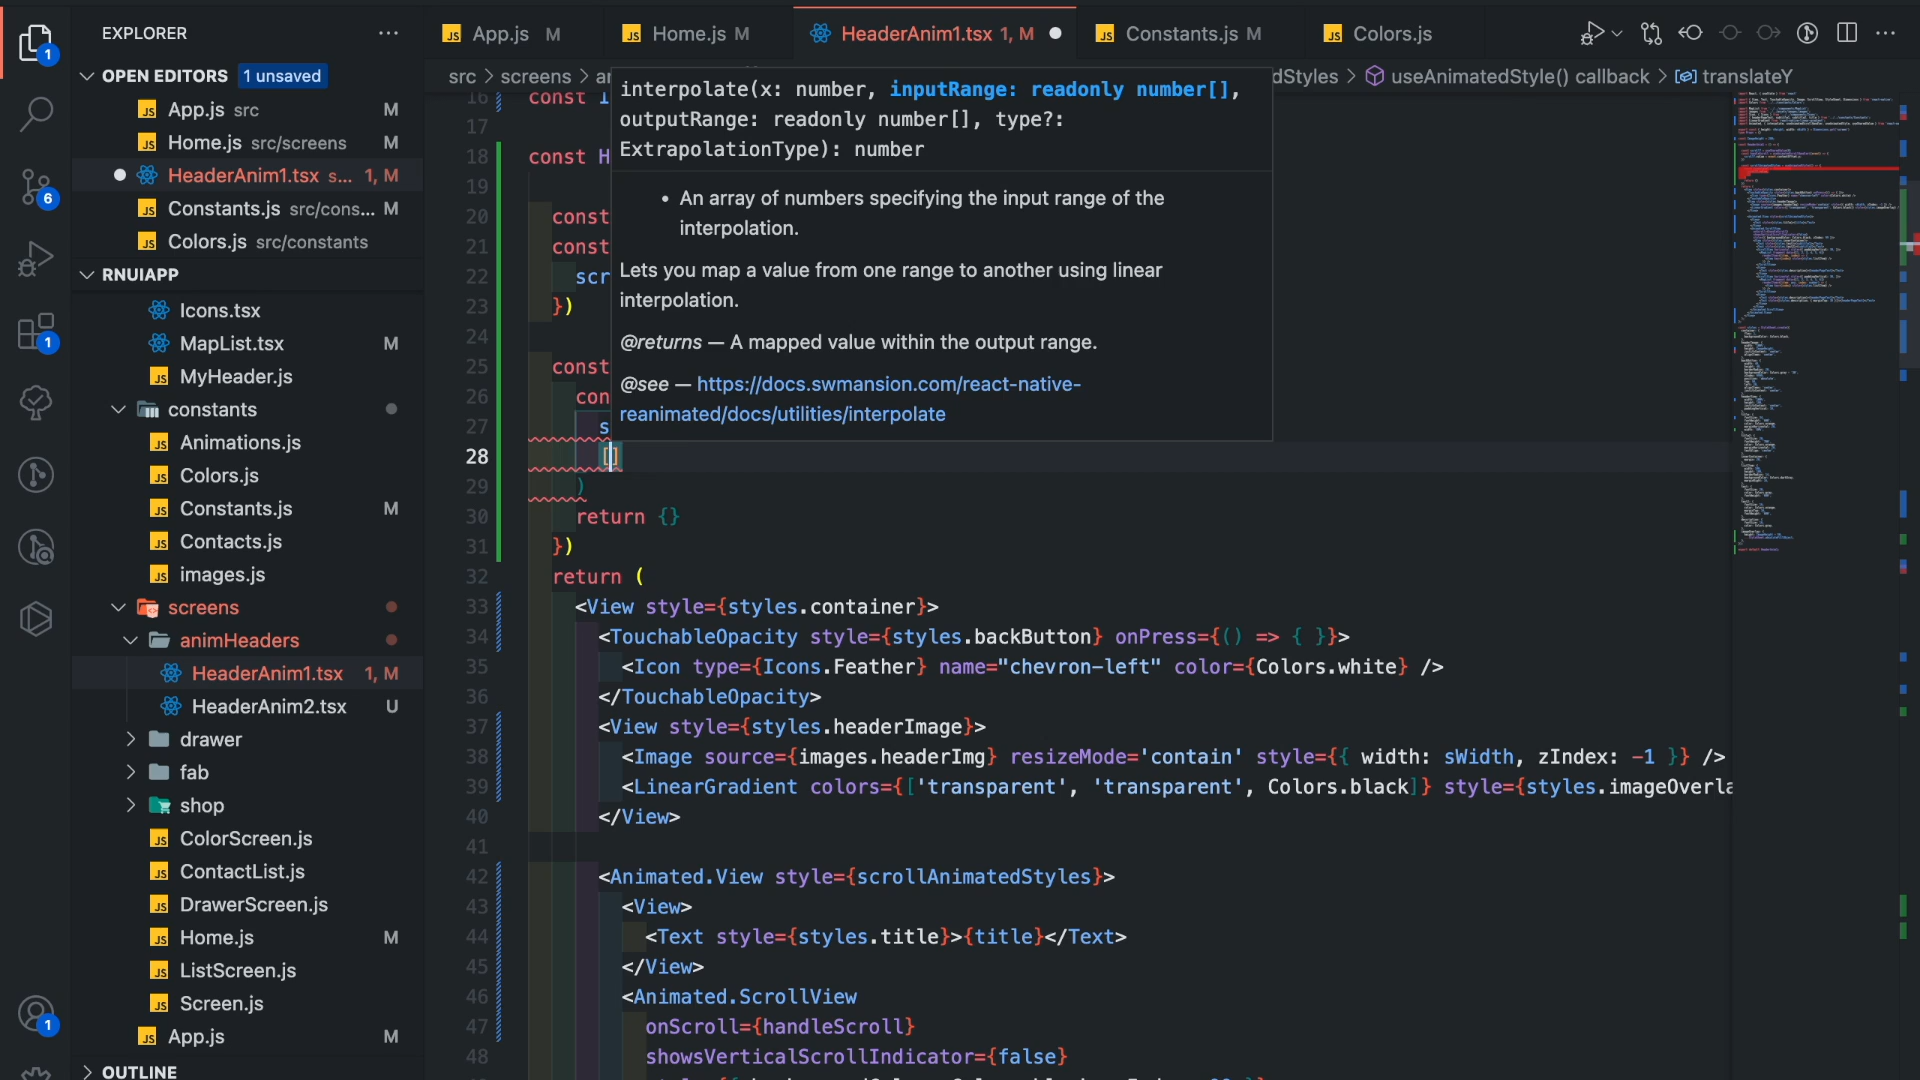 EXPLORER
OPEN EDITORS 1 unsaved
App.js src M
Home.js src/screens M
HeaderAnim1.tsx s... 1, M
Constants.js src/cons... M
Colors.js src/constants
RNUIAPP
Icons.tsx
MapList.tsx M
MyHeader.js
constants
Animations.js
Colors.js
Constants.js M
Contacts.js
images.js
screens
animHeaders
HeaderAnim1.tsx 1, M
HeaderAnim2.tsx U
drawer
fab
shop
ColorScreen.js
ContactList.js
DrawerScreen.js
Home.js M
ListScreen.js
Screen.js
App.js M
OUTLINE
1
6
1
1
App.js M
Home.js M
HeaderAnim1.tsx 1, M
Constants.js M
Colors.js
src > screens > an
dStyles > useAnimatedStyle() callback > translateY
interpolate(x: number, inputRange: readonly number[],
outputRange: readonly number[], type?:
ExtrapolationType): number
• An array of numbers specifying the input range of the
interpolation.
Lets you map a value from one range to another using linear
interpolation.
@returns — A mapped value within the output range.
@see — https://docs.swmansion.com/react-native-
reanimated/docs/utilities/interpolate
16 const I
17
18 const H
19
20 const
21 const
22 scr
23 })
24
25 const
26 con
27 s
28 []
29 )
30 return {}
31 })
32 return (
33 <View style={styles.container}>
34 <TouchableOpacity style={styles.backButton} onPress={() => { }}>
35 <Icon type={Icons.Feather} name="chevron-left" color={Colors.white} />
36 </TouchableOpacity>
37 <View style={styles.headerImage}>
38 <Image source={images.headerImg} resizeMode='contain' style={{ width: sWidth, zIndex: -1 }} />
39 <LinearGradient colors={['transparent', 'transparent', Colors.black]} style={styles.imageOverla
40 </View>
41
42 <Animated.View style={scrollAnimatedStyles}>
43 <View>
44 <Text style={styles.title}>{title}</Text>
45 </View>
46 <Animated.ScrollView
47 onScroll={handleScroll}
48 showsVerticalScrollIndicator={false}